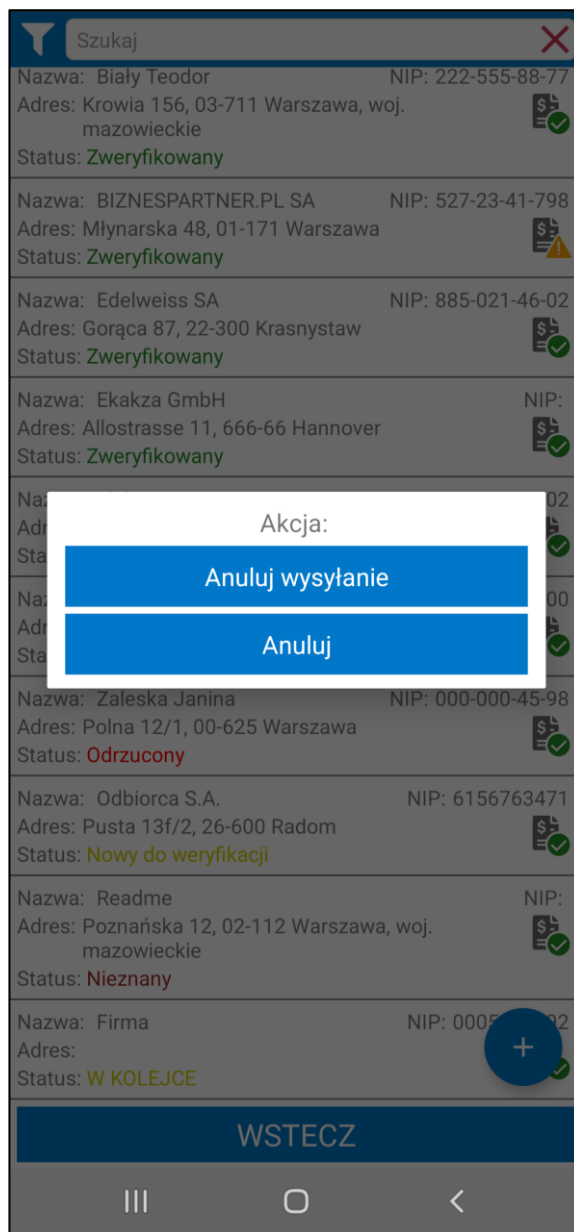 Szukaj
Nazwa: Biały Teodor NIP: 222-555-88-77
Adres: Krowia 156, 03-711 Warszawa, woj.
mazowieckie
Status: Zweryfikowany
Nazwa: BIZNESPARTNER.PL SA NIP: 527-23-41-798
Adres: Młynarska 48, 01-171 Warszawa
Status: Zweryfikowany
Nazwa: Edelweiss SA NIP: 885-021-46-02
Adres: Gorąca 87, 22-300 Krasnystaw
Status: Zweryfikowany
Nazwa: Ekakza GmbH NIP:
Adres: Allostrasse 11, 666-66 Hannover
Status: Zweryfikowany
Akcja:
Anuluj wysyłanie
Anuluj
Nazwa: Zaleska Janina NIP: 000-000-45-98
Adres: Polna 12/1, 00-625 Warszawa
Status: Odrzucony
Nazwa: Odbiorca S.A. NIP: 6156763471
Adres: Pusta 13f/2, 26-600 Radom
Status: Nowy do weryfikacji
Nazwa: Readme NIP:
Adres: Poznańska 12, 02-112 Warszawa, woj.
mazowieckie
Status: Nieznany
Nazwa: Firma NIP:
Adres:
Status: W KOLEJCE
+
WSTECZ